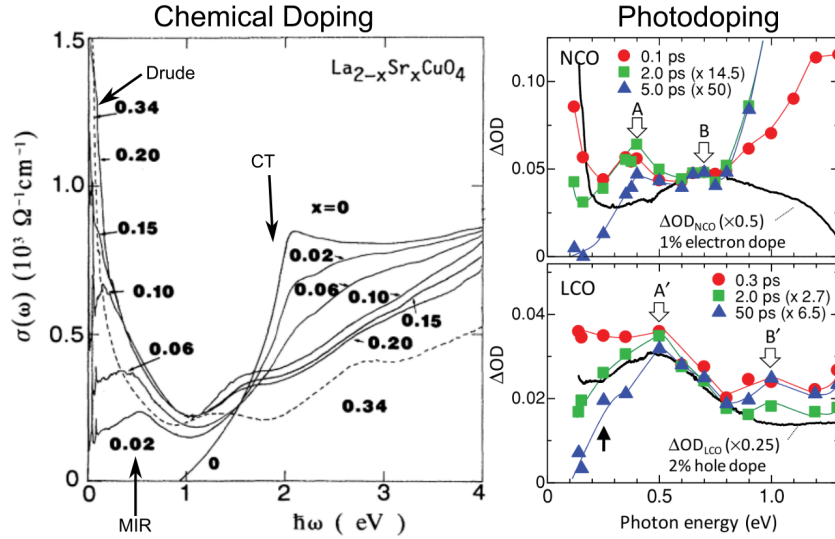 Chemical Doping
1.5
Drude
La2-xSrxCuO4
0.34
0.20
CT
1.0
x=0
0.15
0.02
0.10
0.06
0.10
0.15
0.5
0.20
0.06
0.34
0.02
0
0
0
1
2
3
4
MIR
ħω ( eV )
σ(ω) (10³ Ω⁻¹cm⁻¹)
Photodoping
NCO
0.1 ps
2.0 ps (x 14.5)
5.0 ps (x 50)
0.10
A
B
ΔOD
0.05
ΔODNCO (×0.5)
1% electron dope
0.00
LCO
0.3 ps
2.0 ps (x 2.7)
50 ps (x 6.5)
A′
B′
0.04
ΔOD
0.02
ΔODLCO (×0.25)
2% hole dope
0.00
0.0
0.5
1.0
Photon energy (eV)